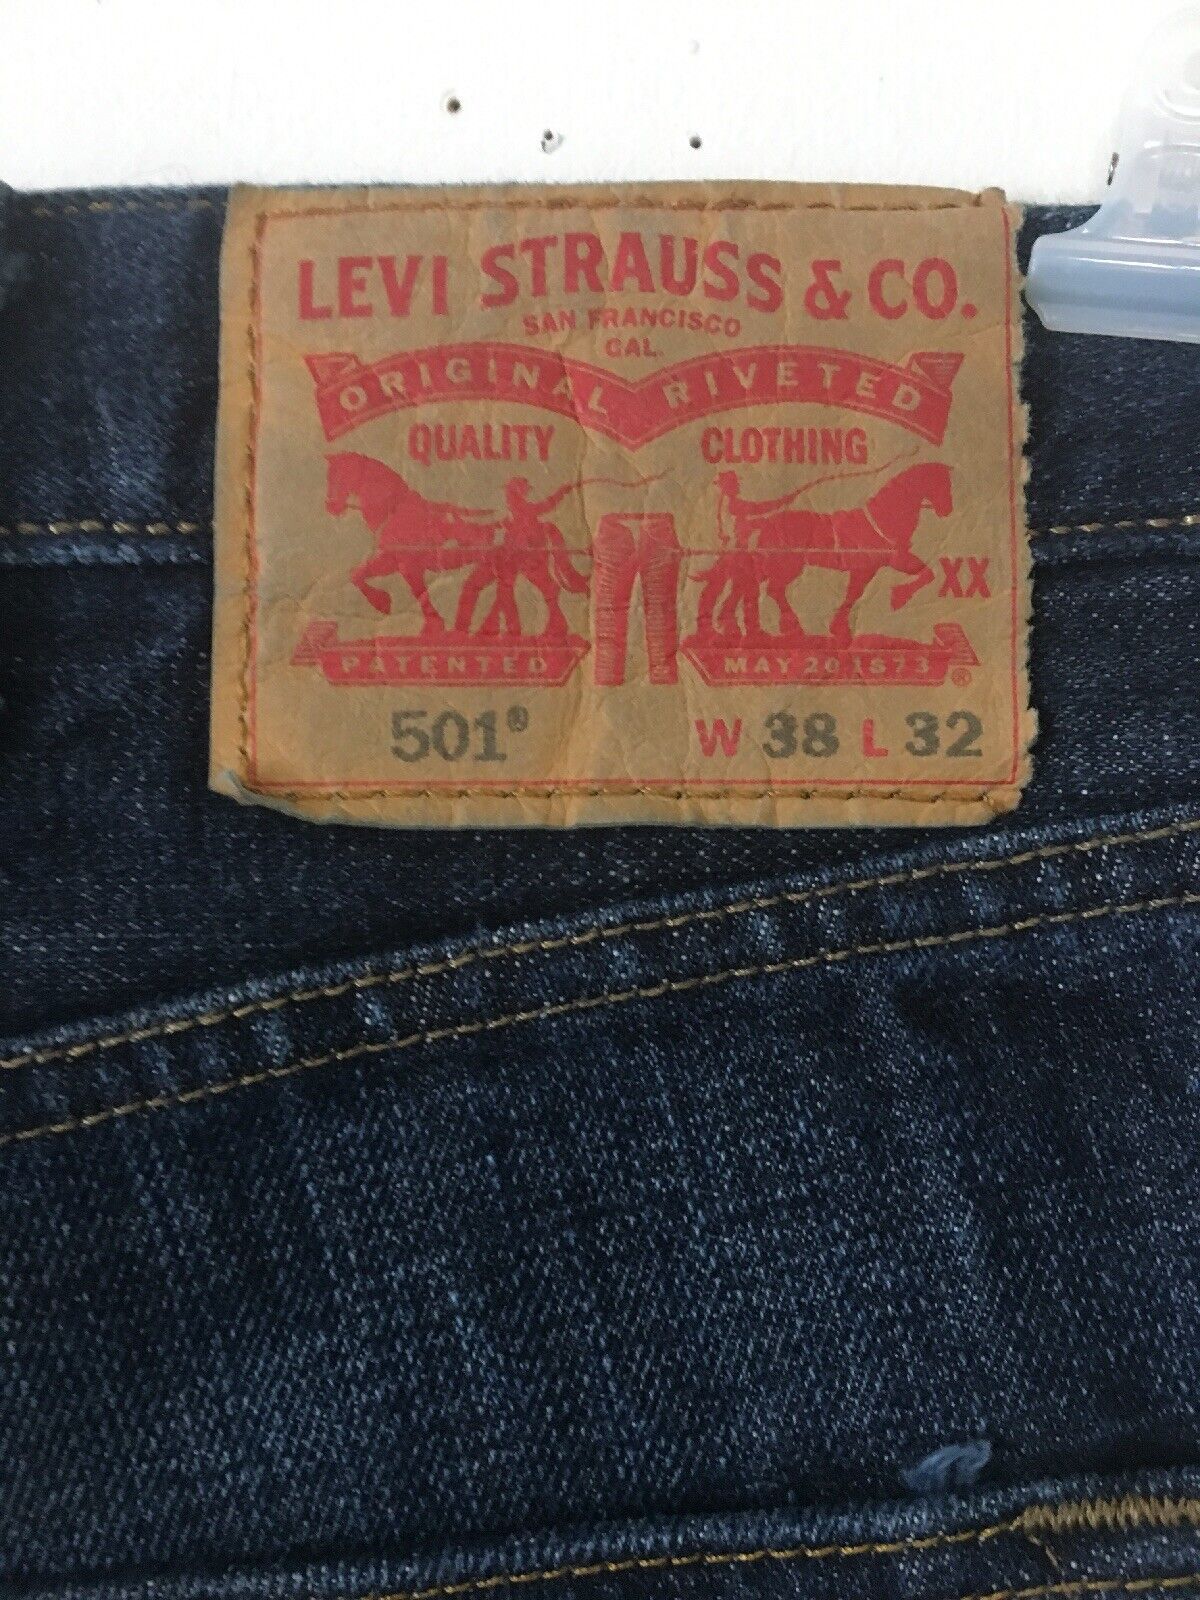 LEVI STRAUSS & CO.
SAN FRANCISCO
CAL.
ORIGINAL RIVETED
QUALITY CLOTHING
XX
PATENTED MAY 20 1873 ®
501® W 38 L 32